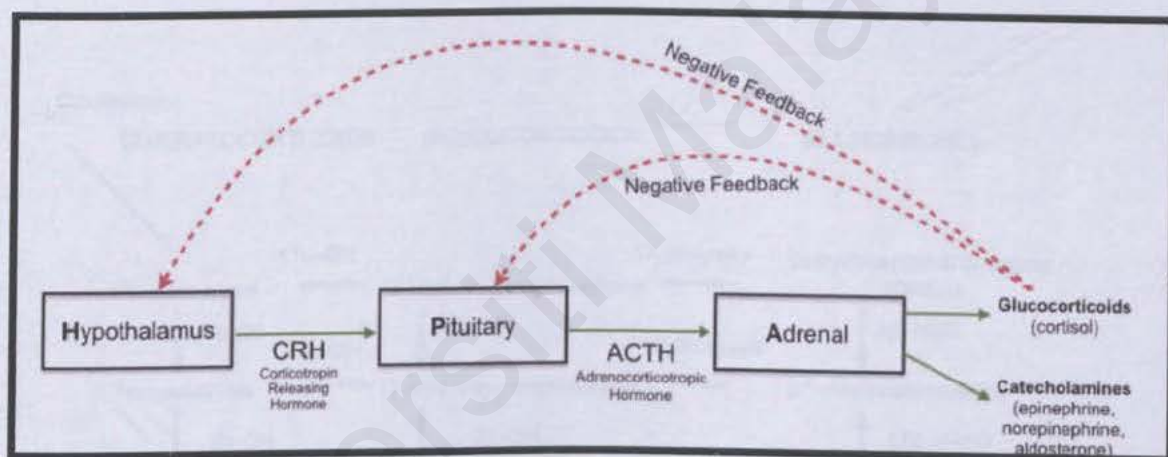 Negative Feedback
Negative Feedback
Hypothalamus
CRH
Corticotropin
Releasing
Hormone
Pituitary
ACTH
Adrenocorticotropic
Hormone
Adrenal
Glucocorticoids
(cortisol)
Catecholamines
(epinephrine,
norepinephrine,
aldosterone)